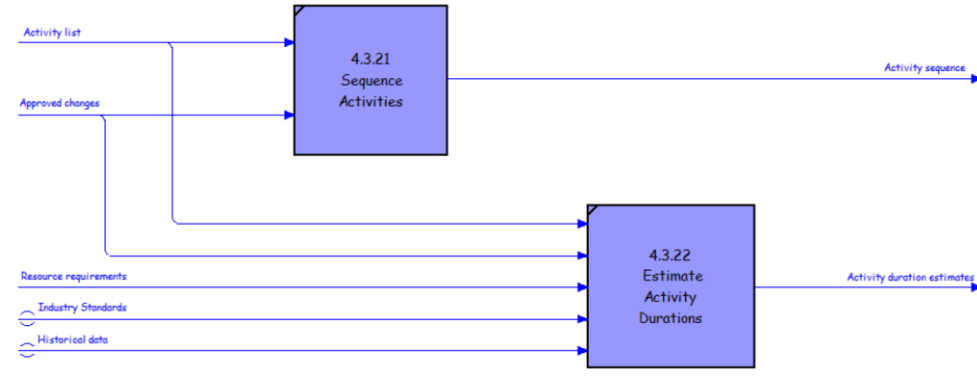 Activity list
4.3.21
Sequence
Activities
Activity sequence
Approved changes
4.3.22
Estimate
Activity
Durations
Resource requirements
Activity duration estimates
Industry Standards
Historical data